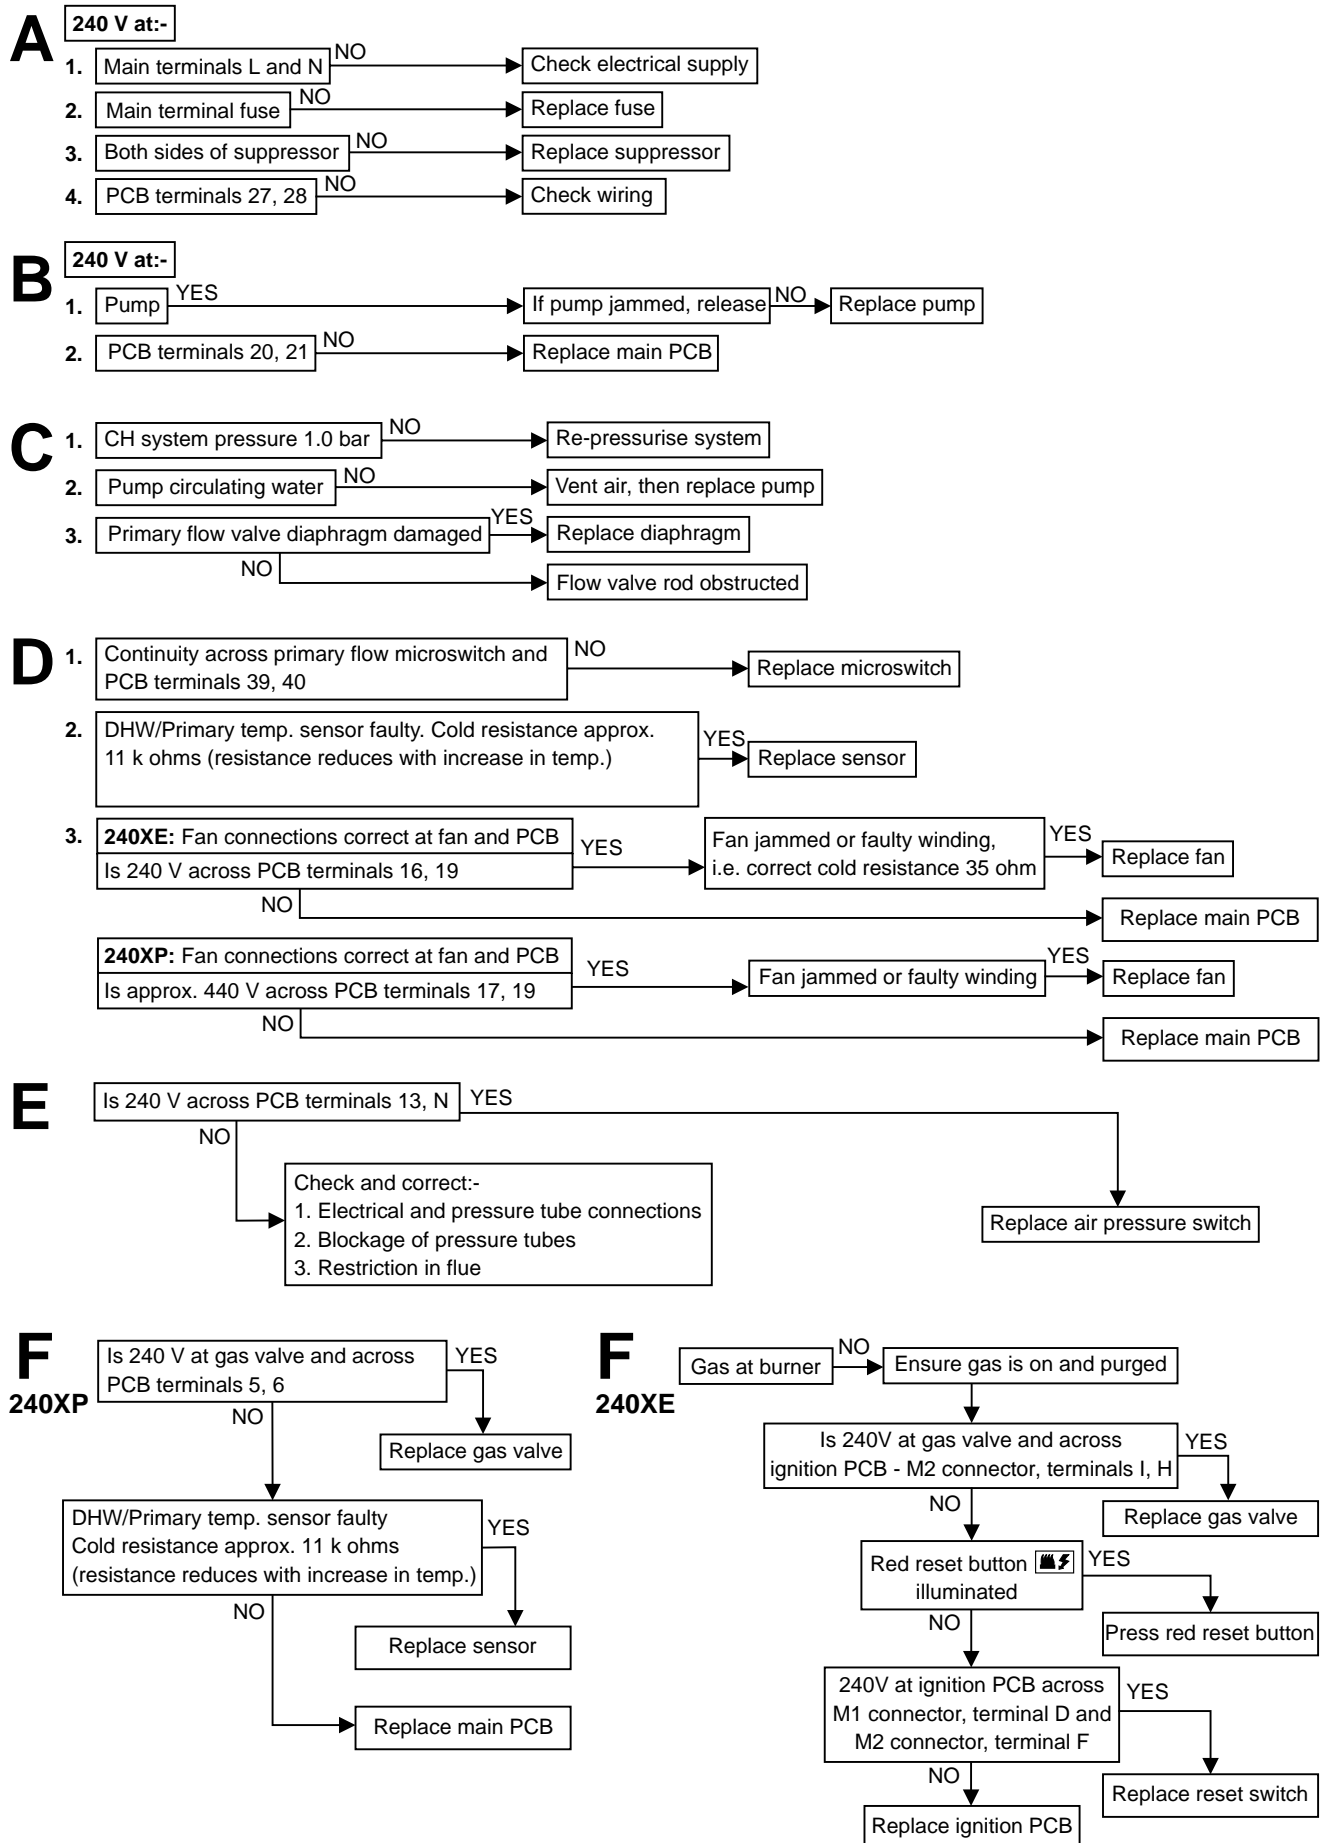 A
240 V at:-
1. Main terminals L and N NO Check electrical supply
2. Main terminal fuse NO Replace fuse
3. Both sides of suppressor NO Replace suppressor
4. PCB terminals 27, 28 NO Check wiring
B
240 V at:-
1. Pump YES If pump jammed, release NO Replace pump
2. PCB terminals 20, 21 NO Replace main PCB
C
1. CH system pressure 1.0 bar NO Re-pressurise system
2. Pump circulating water NO Vent air, then replace pump
3. Primary flow valve diaphragm damaged YES Replace diaphragm
NO Flow valve rod obstructed
D
1. Continuity across primary flow microswitch and
PCB terminals 39, 40
NO Replace microswitch
2. DHW/Primary temp. sensor faulty. Cold resistance approx.
11 k ohms (resistance reduces with increase in temp.)
YES Replace sensor
3. 240XE: Fan connections correct at fan and PCB
Is 240 V across PCB terminals 16, 19
YES
Fan jammed or faulty winding,
i.e. correct cold resistance 35 ohm
YES
Replace fan
NO
Replace main PCB
240XP: Fan connections correct at fan and PCB
Is approx. 440 V across PCB terminals 17, 19
YES
Fan jammed or faulty winding
YES
Replace fan
NO
Replace main PCB
E
Is 240 V across PCB terminals 13, N YES
NO
Check and correct:-
1. Electrical and pressure tube connections
2. Blockage of pressure tubes
3. Restriction in flue
Replace air pressure switch
F
240XP
Is 240 V at gas valve and across
PCB terminals 5, 6
YES
Replace gas valve
NO
DHW/Primary temp. sensor faulty
Cold resistance approx. 11 k ohms
(resistance reduces with increase in temp.)
YES
Replace sensor
NO
Replace main PCB
F
240XE
Gas at burner NO Ensure gas is on and purged
Is 240V at gas valve and across
ignition PCB - M2 connector, terminals I, H
YES
Replace gas valve
NO
Red reset button
illuminated
YES
Press red reset button
NO
240V at ignition PCB across
M1 connector, terminal D and
M2 connector, terminal F
YES
Replace reset switch
NO
Replace ignition PCB